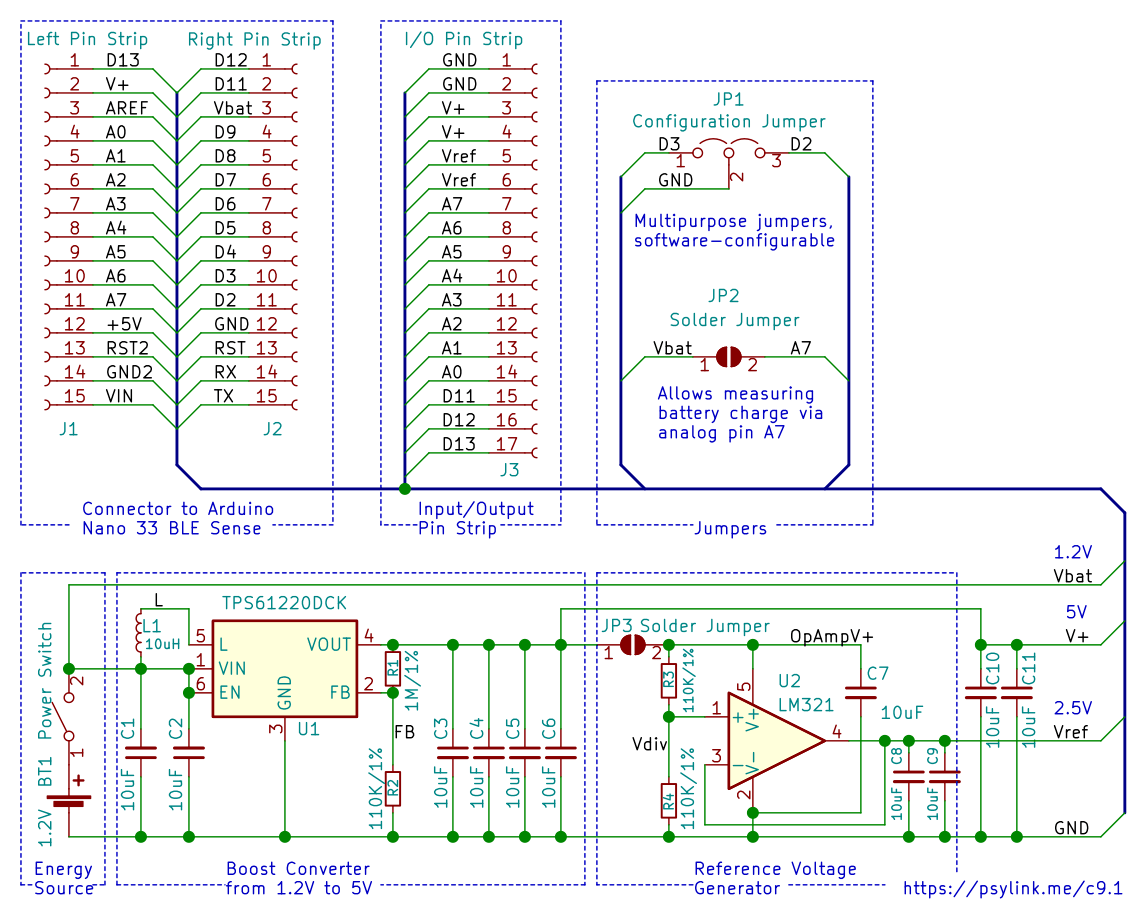 Left Pin Strip
1 D13
2 V+
3 AREF
4 A0
5 A1
6 A2
7 A3
8 A4
9 A5
10 A6
11 A7
12 +5V
13 RST2
14 GND2
15 VIN
J1
Right Pin Strip
D12 1
D11 2
Vbat 3
D9 4
D8 5
D7 6
D6 7
D5 8
D4 9
D3 10
D2 11
GND 12
RST 13
RX 14
TX 15
J2
Connector to Arduino
Nano 33 BLE Sense
I/O Pin Strip
GND 1
GND 2
V+ 3
V+ 4
Vref 5
Vref 6
A7 7
A6 8
A5 9
A4 10
A3 11
A2 12
A1 13
A0 14
D11 15
D12 16
D13 17
J3
Input/Output
Pin Strip
JP1
Configuration Jumper
D3 1 3 D2
GND 2
Multipurpose jumpers,
software-configurable
JP2
Solder Jumper
Vbat 1 2 A7
Allows measuring
battery charge via
analog pin A7
Jumpers
1.2V
Vbat
5V
V+
2.5V
Vref
GND
Power Switch
2
1
BT1
+
1.2V
Energy
Source
L
L1
10uH
TPS61220DCK
5 L
1 VIN
6 EN
VOUT 4
FB 2
GND
3
U1
C1
10uF
C2
10uF
R1
1M/1%
FB
R2
110K/1%
C3
10uF
C4
10uF
C5
10uF
C6
10uF
Boost Converter
from 1.2V to 5V
JP3 Solder Jumper
1 2
OpAmpV+
R3
110K/1%
Vdiv
R4
110K/1%
U2
LM321
1 +
3 −
5 V+
2 V-
4
C7
10uF
C8
10uF
C9
10uF
C10
10uF
C11
10uF
Reference Voltage
Generator
https://psylink.me/c9.1